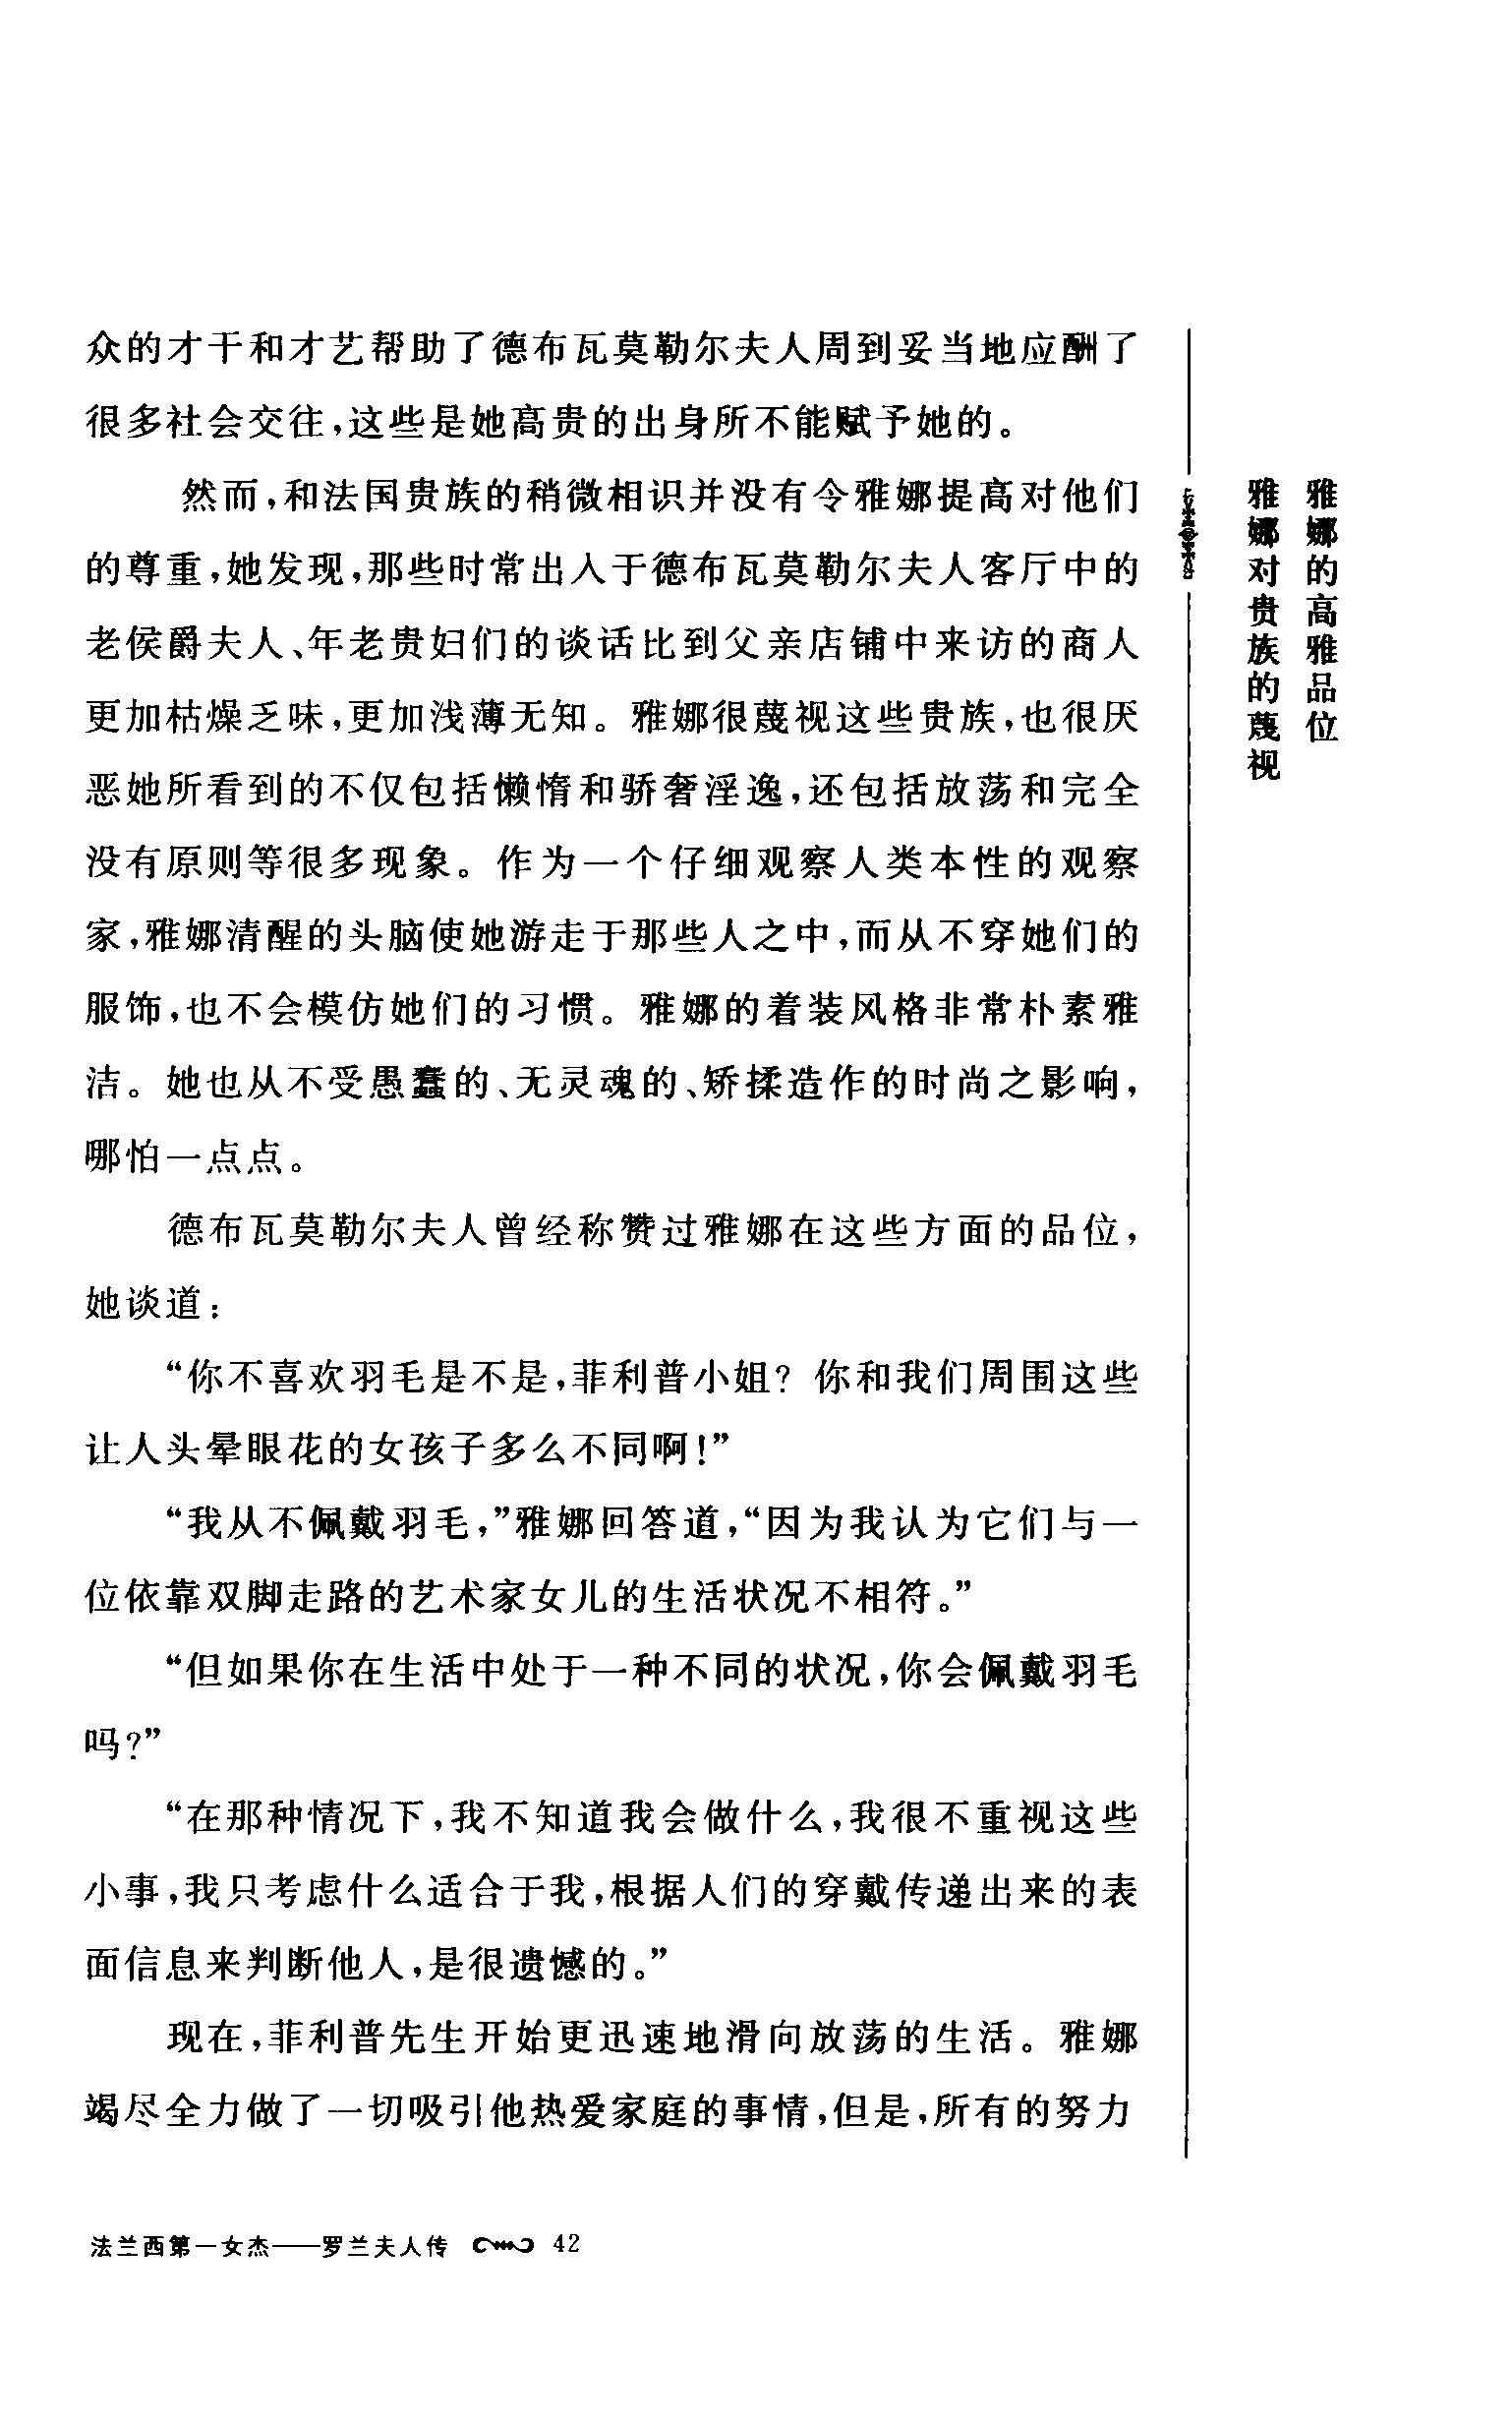 众的才干和才艺帮助了德布瓦莫勒尔夫人周到妥当地应酬了
很多社会交往,这些是她高贵的出身所不能赋予她的。
然而,和法国贵族的稍微相识并没有令雅娜提高对他们
的尊重,她发现,那些时常出入于德布瓦莫勒尔夫人客厅中的
老侯爵夫人、年老贵妇们的谈话比到父亲店铺中来访的商人
更加枯燥乏味,更加浅薄无知。雅娜很蔑视这些贵族,也很厌
恶她所看到的不仅包括懒惰和骄奢淫逸,还包括放荡和完全
没有原则等很多现象。作为一个仔细观察人类本性的观察
家,雅娜清醒的头脑使她游走于那些人之中,而从不穿她们的
服饰,也不会模仿她们的习惯。雅娜的着装风格非常朴素雅
洁。她也从不受愚蠢的、无灵魂的、矫揉造作的时尚之影响,
哪怕一点点。
德布瓦莫勒尔夫人曾经称赞过雅娜在这些方面的品位,
她谈道:
“你不喜欢羽毛是不是,菲利普小姐? 你和我们周围这些
让人头晕眼花的女孩子多么不同啊!”
“我从不佩戴羽毛,”雅娜回答道,“因为我认为它们与一
位依靠双脚走路的艺术家女儿的生活状况不相符。”
“但如果你在生活中处于一种不同的状况,你会佩戴羽毛
吗?”
“在那种情况下,我不知道我会做什么,我很不重视这些
小事,我只考虑什么适合于我,根据人们的穿戴传递出来的表
面信息来判断他人,是很遗憾的。”
现在,菲利普先生开始更迅速地滑向放荡的生活。雅娜
竭尽全力做了一切吸引他热爱家庭的事情,但是,所有的努力
雅娜的高雅品位
雅娜对贵族的蔑视
法兰西第一女杰——罗兰夫人传 42